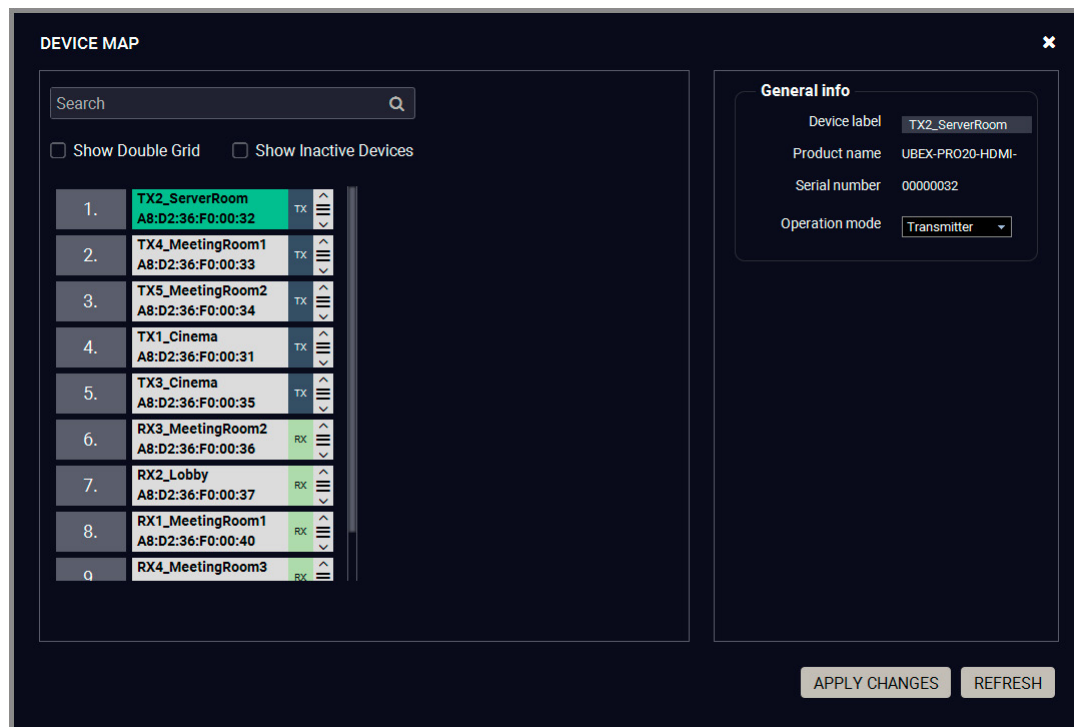 DEVICE MAP
Search
Show Double Grid Show Inactive Devices
1. TX2_ServerRoom TX
A8:D2:36:F0:00:32
2. TX4_MeetingRoom1 TX
A8:D2:36:F0:00:33
3. TX5_MeetingRoom2 TX
A8:D2:36:F0:00:34
4. TX1_Cinema TX
A8:D2:36:F0:00:31
5. TX3_Cinema TX
A8:D2:36:F0:00:35
6. RX3_MeetingRoom2 RX
A8:D2:36:F0:00:36
7. RX2_Lobby RX
A8:D2:36:F0:00:37
8. RX1_MeetingRoom1 RX
A8:D2:36:F0:00:40
9. RX4_MeetingRoom3 RX
General info
Device label TX2_ServerRoom
Product name UBEX-PRO20-HDMI-
Serial number 00000032
Operation mode Transmitter
APPLY CHANGES REFRESH